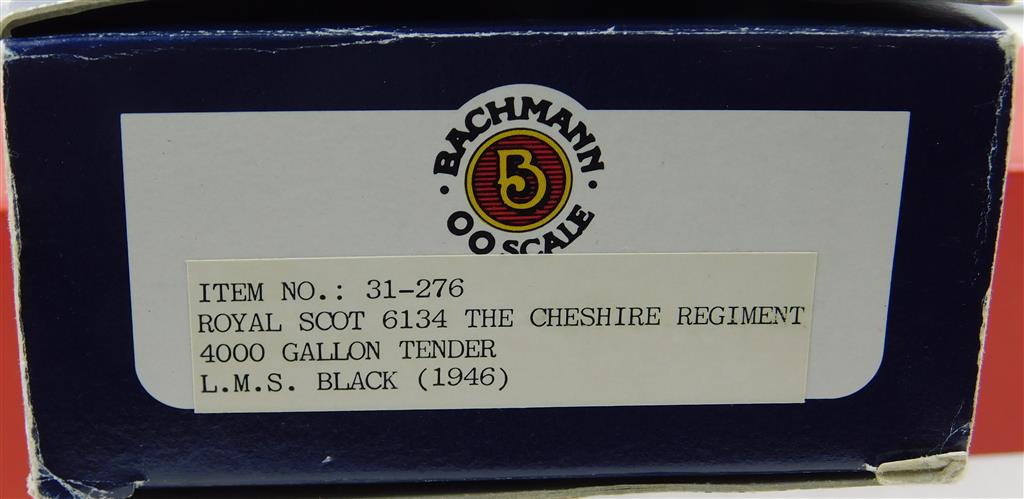 BACHMANN
B
OO SCALE
ITEM NO.: 31-276
ROYAL SCOT 6134 THE CHESHIRE REGIMENT
4000 GALLON TENDER
L.M.S. BLACK (1946)